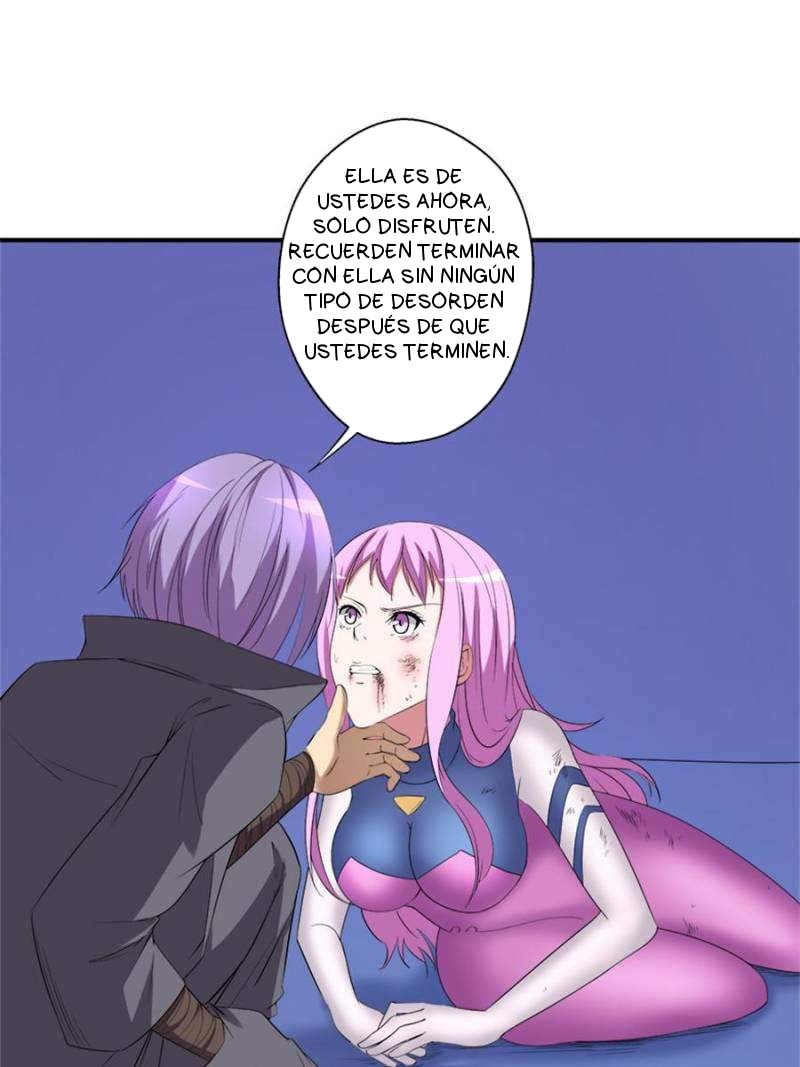 ELLA ES DE
USTEDES AHORA,
SOLO DISFRUTEN.
RECUERDEN TERMINAR
CON ELLA SIN NINGÚN
TIPO DE DESORDEN
DESPUÉS DE QUE
USTEDES TERMINEN.